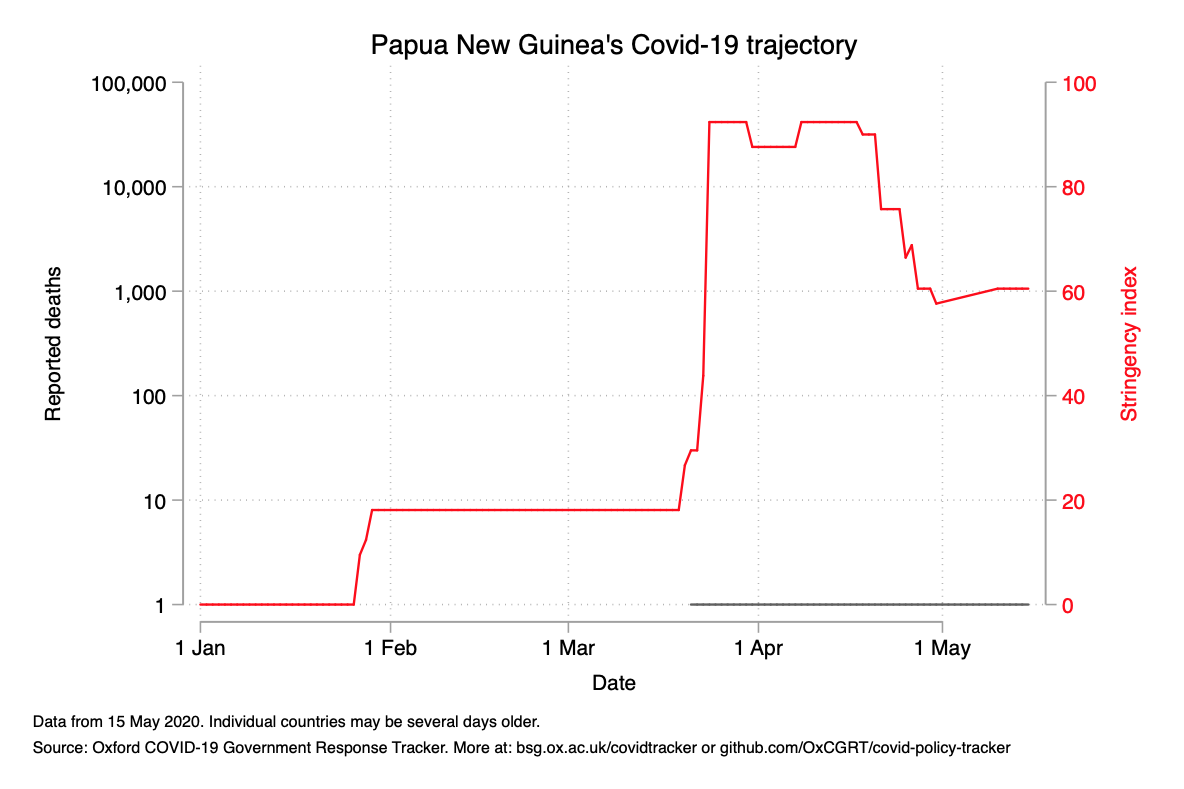 Papua New Guinea's Covid-19 trajectory
100,000
10,000
1,000
100
10
1
Reported deaths
100
80
60
40
20
0
Stringency index
1 Jan
1 Feb
1 Mar
1 Apr
1 May
Date
Data from 15 May 2020. Individual countries may be several days older.
Source: Oxford COVID-19 Government Response Tracker. More at: bsg.ox.ac.uk/covidtracker or github.com/OxCGRT/covid-policy-tracker